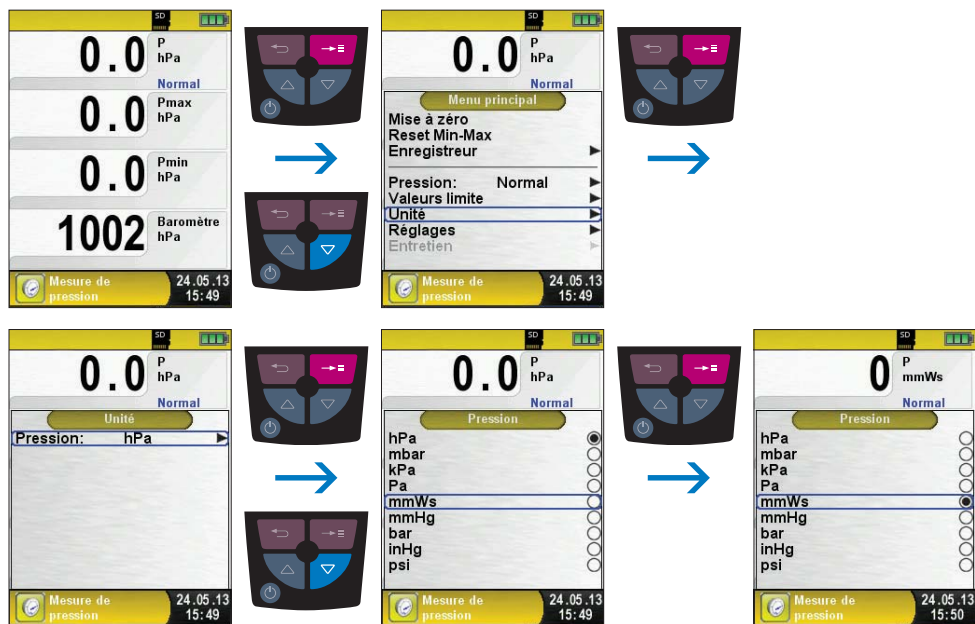 SD
0.0 P hPa
Normal
0.0 Pmax hPa
0.0 Pmin hPa
1002 Baromètre hPa
Mesure de pression 24.05.13 15:49
SD
0.0 P hPa
Menu principal
Mise à zéro
Reset Min-Max
Enregistreur
Pression: Normal
Valeurs limite
Unité
Réglages
Entretien
Mesure de pression 24.05.13 15:49
SD
0.0 P hPa
Normal
Unité
Pression: hPa
Mesure de pression 24.05.13 15:49
SD
0.0 P hPa
Normal
Pression
hPa
mbar
kPa
Pa
mmWs
mmHg
bar
inHg
psi
Mesure de pression 24.05.13 15:49
SD
0 P mmWs
Normal
Pression
hPa
mbar
kPa
Pa
mmWs
mmHg
bar
inHg
psi
Mesure de pression 24.05.13 15:50